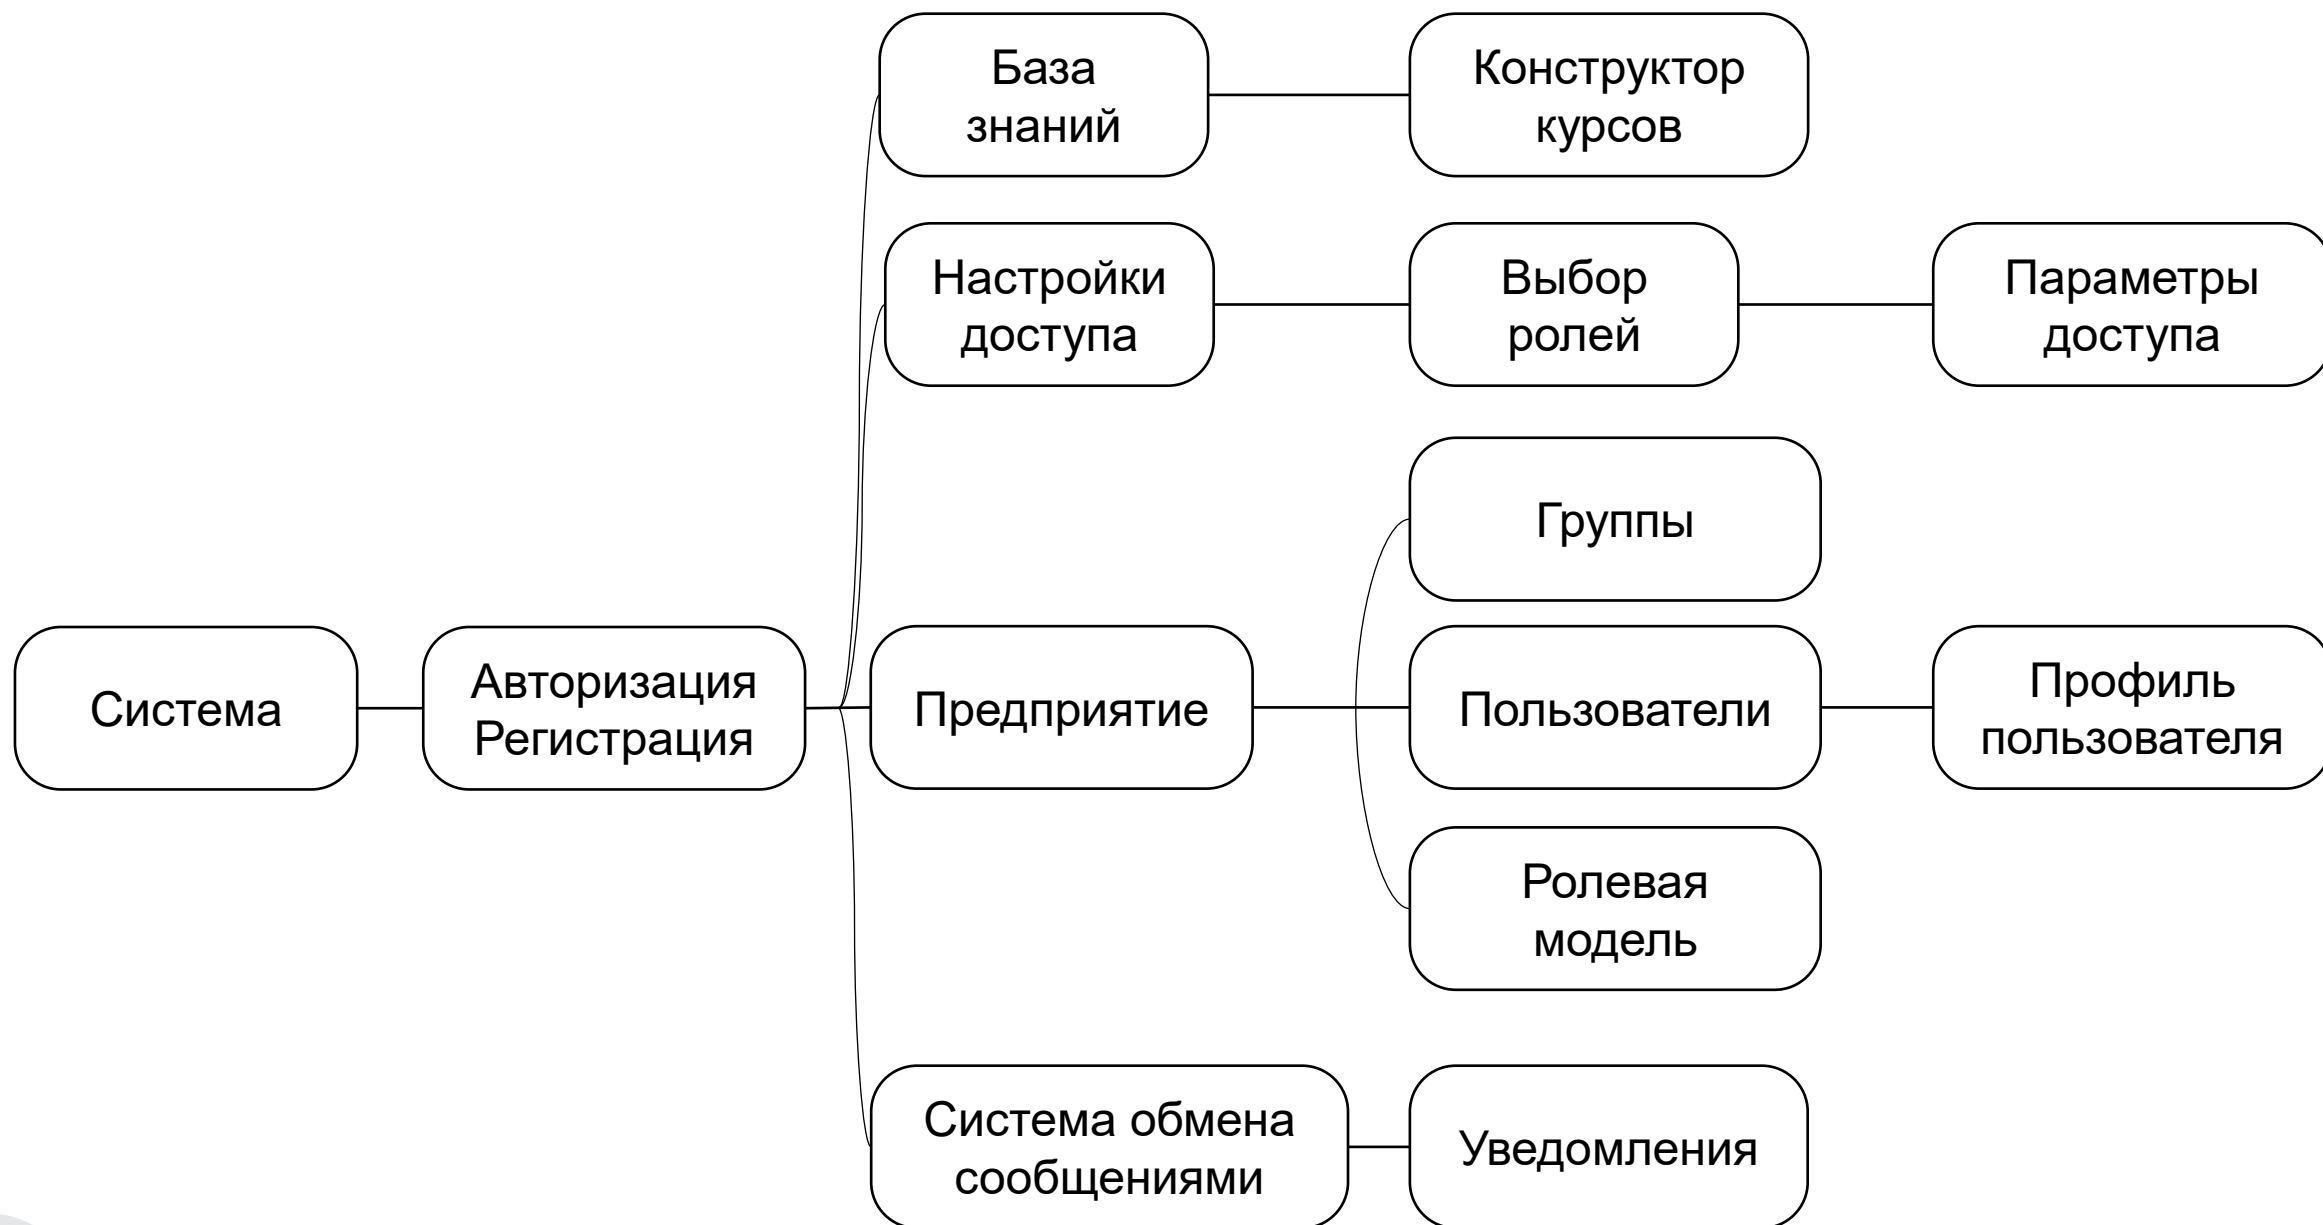 База
знаний
Конструктор
курсов
Настройки
доступа
Выбор
ролей
Параметры
доступа
Группы
Система
Авторизация
Регистрация
Предприятие
Пользователи
Профиль
пользователя
Ролевая
модель
Система обмена
сообщениями
Уведомления